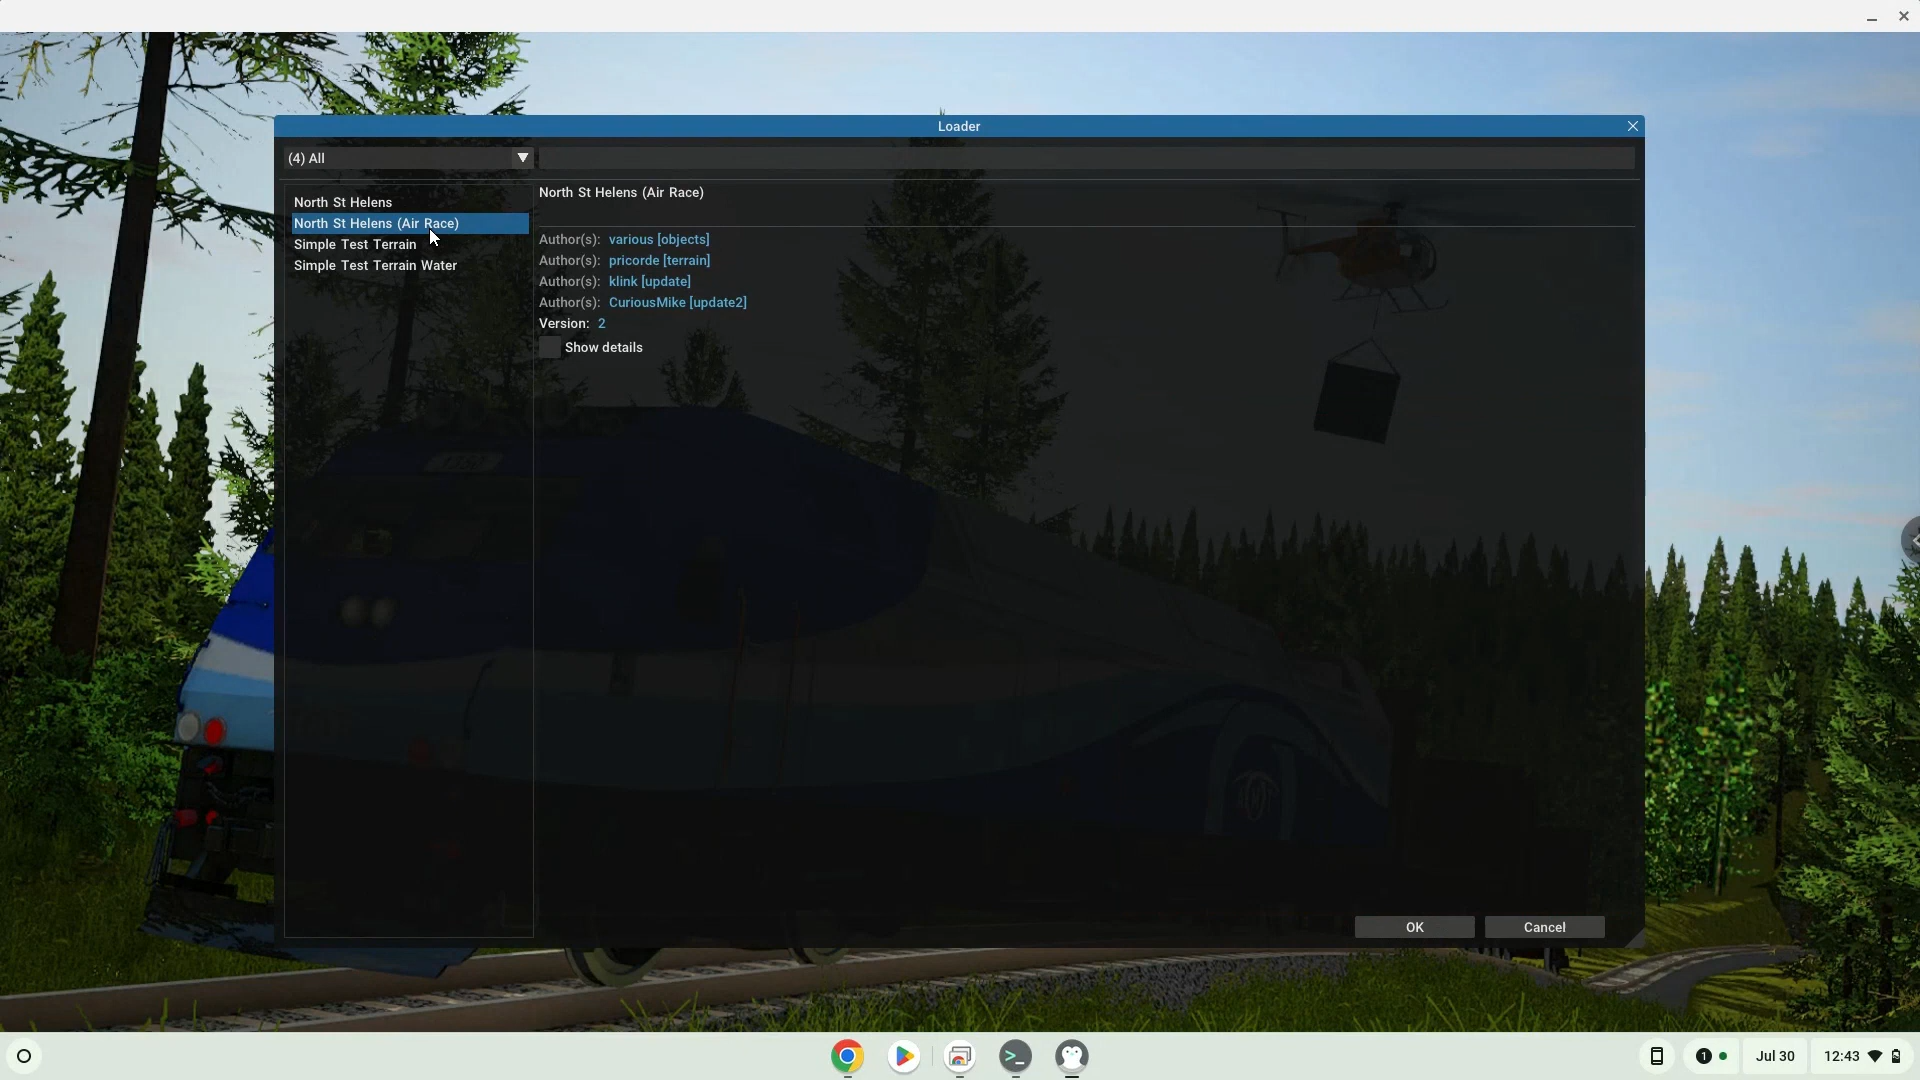 Loader
(4) All
North St Helens
North St Helens (Air Race)
Simple Test Terrain
Simple Test Terrain Water
North St Helens (Air Race)
Author(s): various [objects]
Author(s): pricorde [terrain]
Author(s): klink [update]
Author(s): CuriousMike [update2]
Version: 2
Show details
OK
Cancel
1
Jul 30
12:43